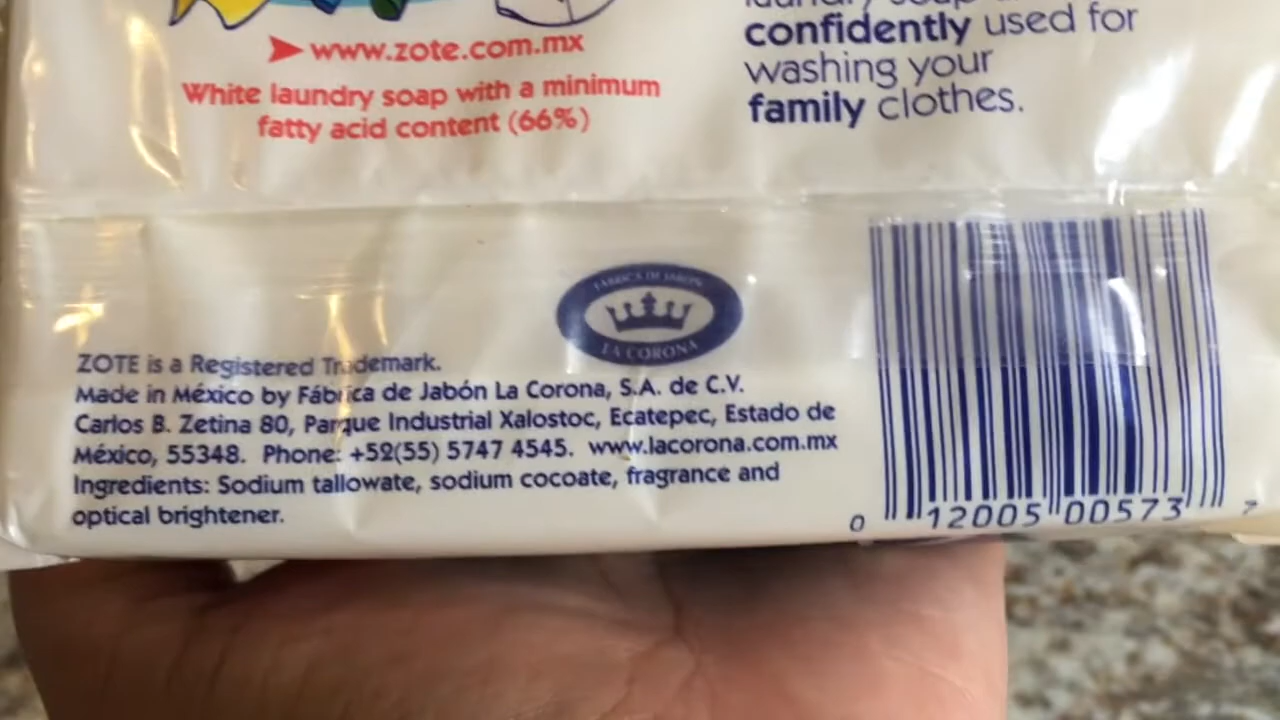 www.zote.com.mx
White laundry soap with a minimum
fatty acid content (66%)
confidently used for
washing your
family clothes.
FÁBRICA DE JABÓN
LA CORONA
ZOTE is a Registered Trademark.
Made in México by Fábrica de Jabón La Corona, S.A. de C.V.
Carlos B. Zetina 80, Parque Industrial Xalostoc, Ecatepec, Estado de
México, 55348. Phone: +52(55) 5747 4545. www.lacorona.com.mx
Ingredients: Sodium tallowate, sodium cocoate, fragrance and
optical brightener.
0 12005 00573 7